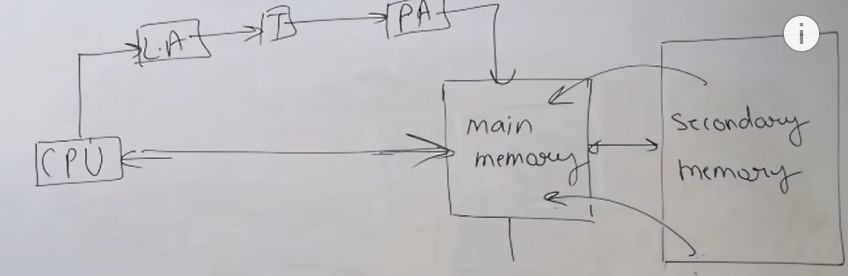 L.A
T
PA
CPU
main
memory
secondary
memory
i